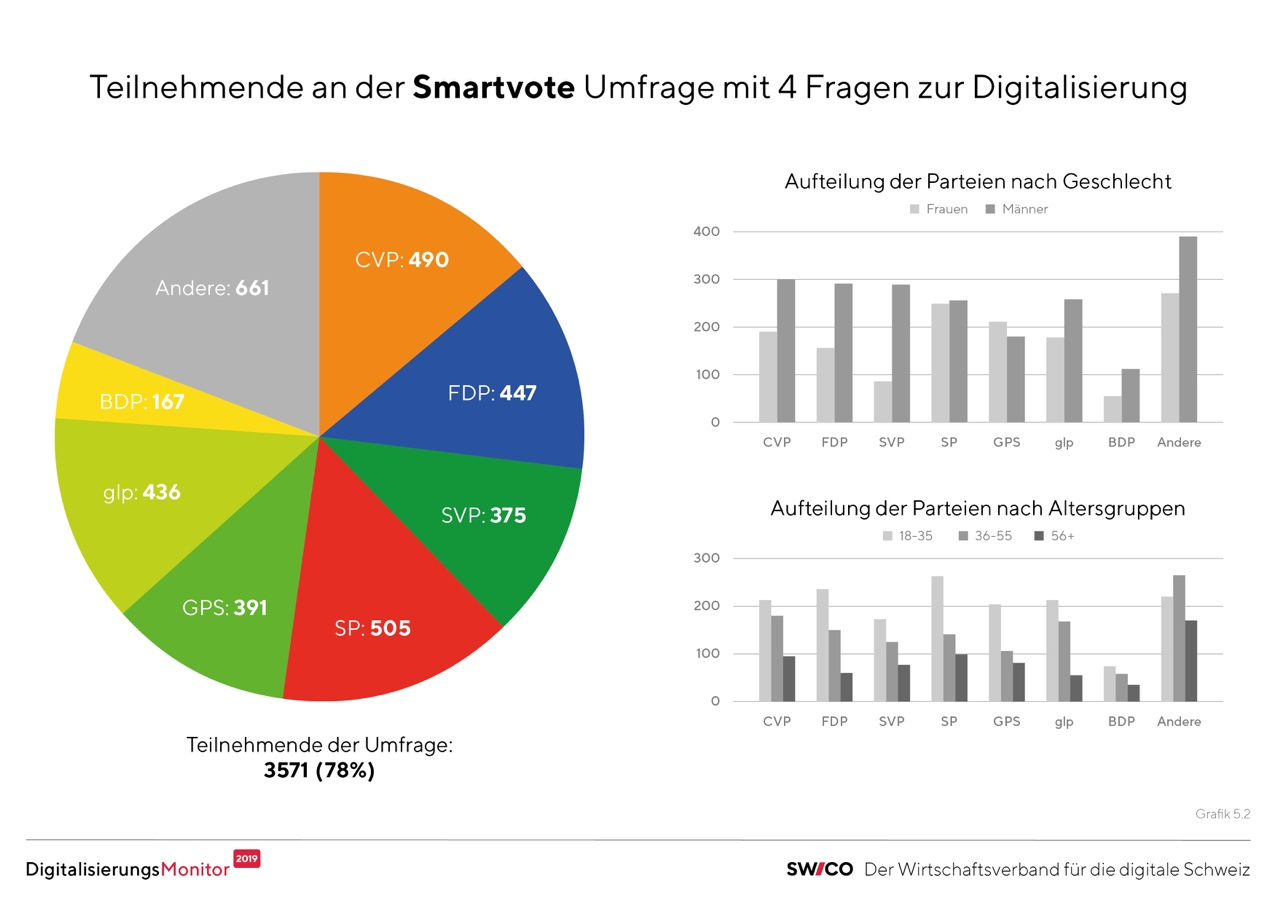 Teilnehmende an der Smartvote Umfrage mit 4 Fragen zur Digitalisierung
CVP: 490
FDP: 447
SVP: 375
SP: 505
GPS: 391
glp: 436
BDP: 167
Andere: 661
Teilnehmende der Umfrage:
3571 (78%)
Aufteilung der Parteien nach Geschlecht
Frauen Männer
400
300
200
100
0
CVP FDP SVP SP GPS glp BDP Andere
Aufteilung der Parteien nach Altersgruppen
18-35 36-55 56+
300
200
100
0
CVP FDP SVP SP GPS glp BDP Andere
Grafik 5.2
DigitalisierungsMonitor 2019
SWICO Der Wirtschaftsverband für die digitale Schweiz